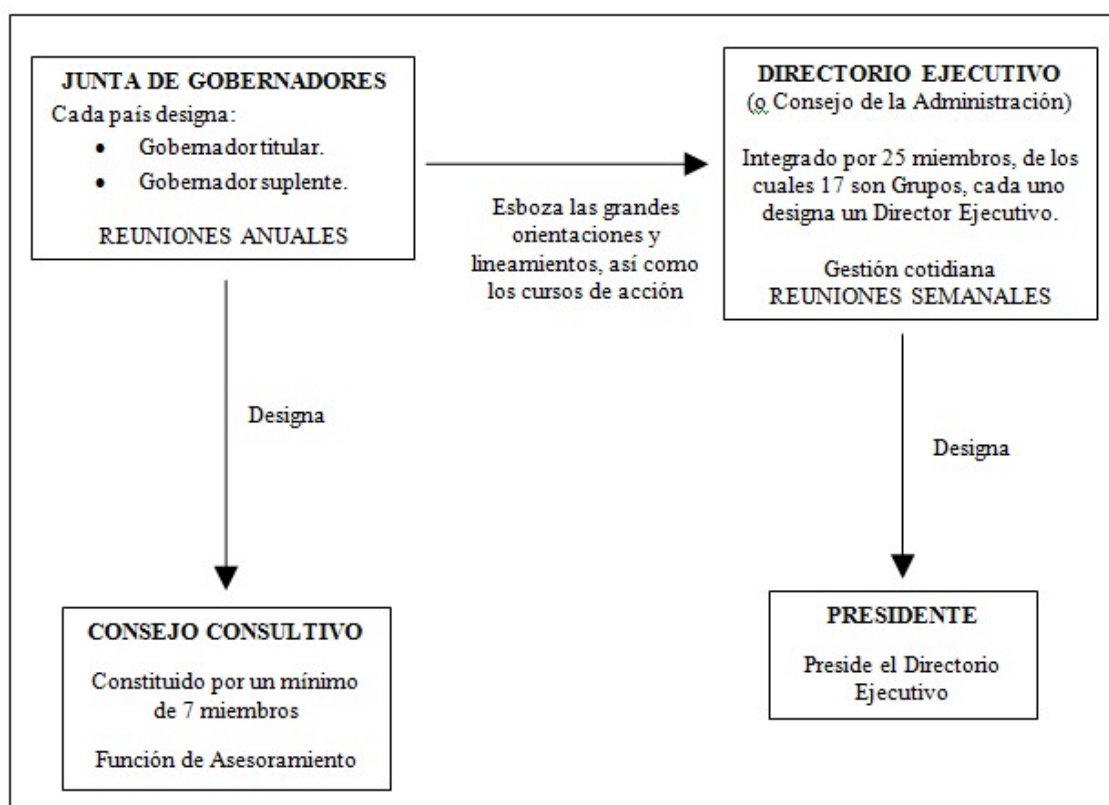 JUNTA DE GOBERNADORES
Cada país designa:
• Gobernador titular.
• Gobernador suplente.
REUNIONES ANUALES
Esboza las grandes
orientaciones y
lineamientos, así como
los cursos de acción
DIRECTORIO EJECUTIVO
(o Consejo de la Administración)
Integrado por 25 miembros, de los
cuales 17 son Grupos, cada uno
designa un Director Ejecutivo.
Gestión cotidiana
REUNIONES SEMANALES
Designa
Designa
CONSEJO CONSULTIVO
Constituido por un mínimo
de 7 miembros
Función de Asesoramiento
PRESIDENTE
Preside el Directorio
Ejecutivo